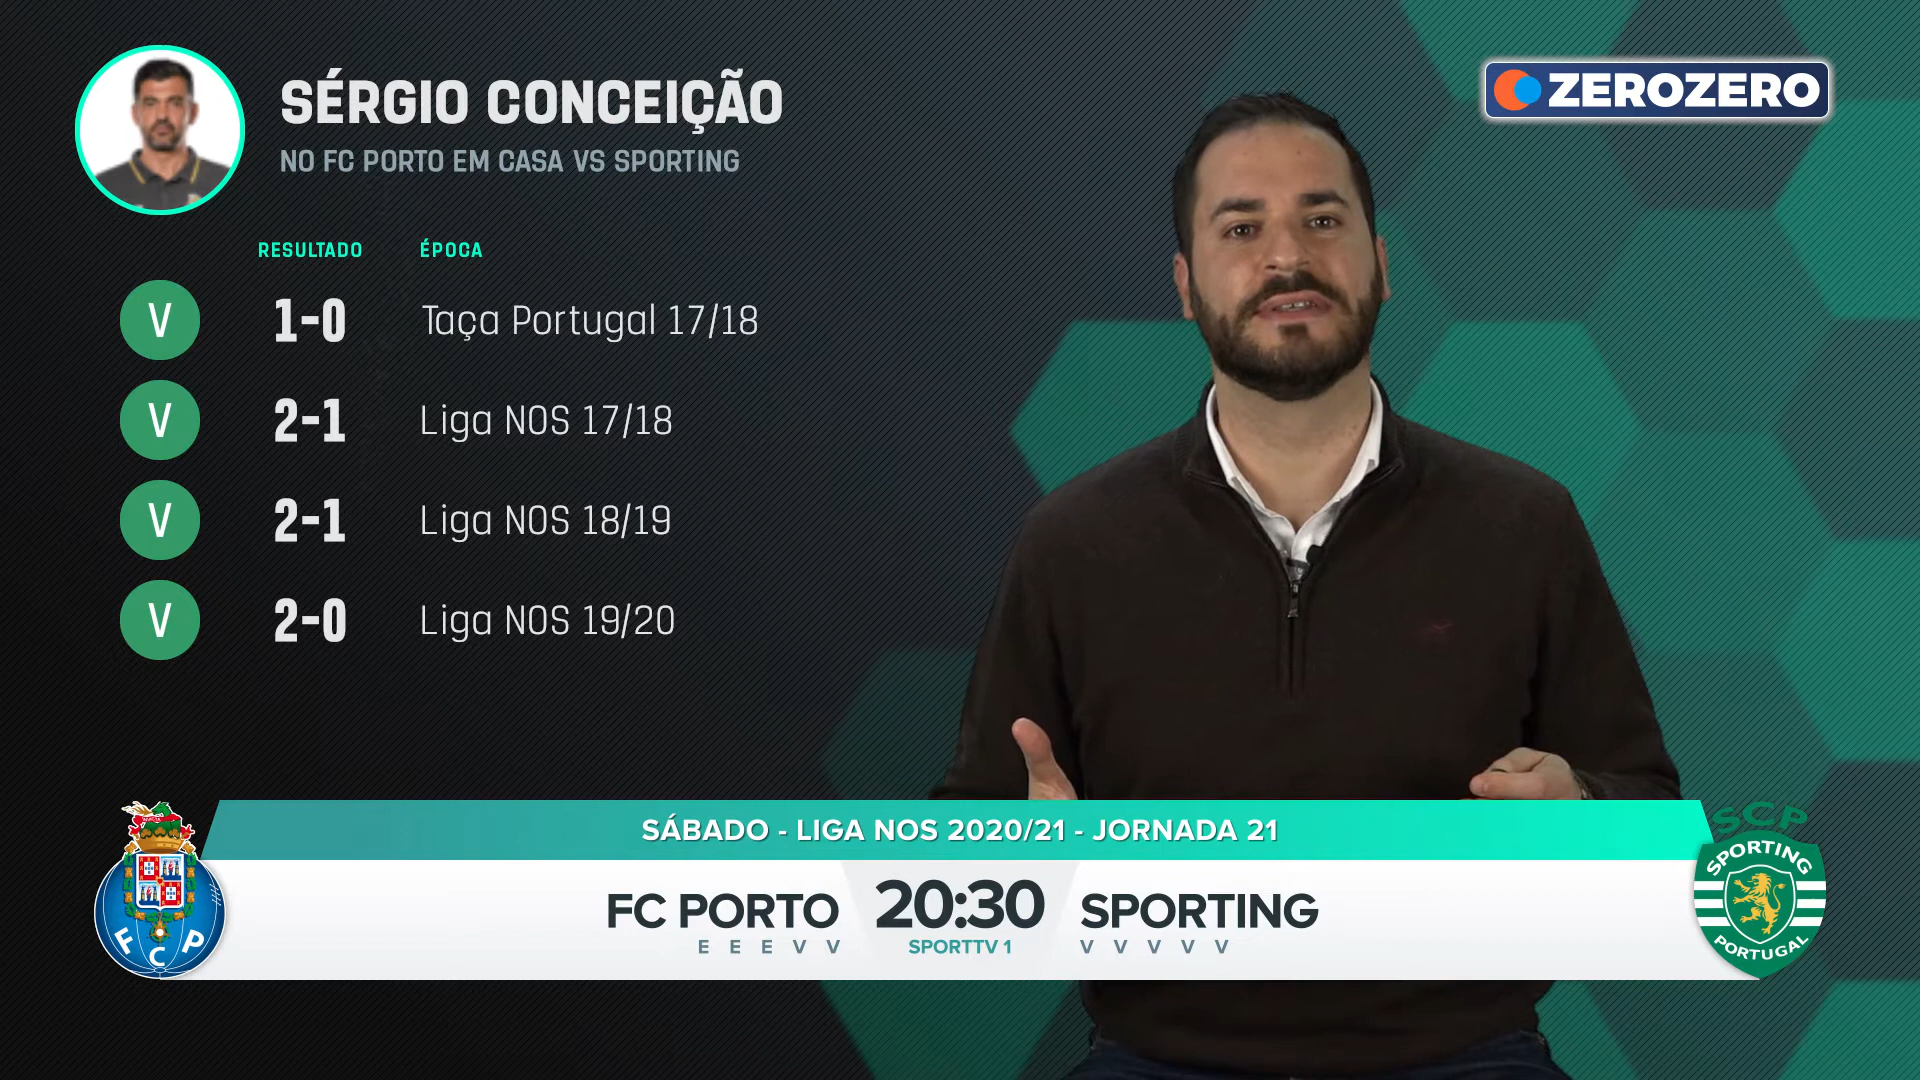 SÉRGIO CONCEIÇÃO
NO FC PORTO EM CASA VS SPORTING
ZEROZERO
RESULTADO ÉPOCA
V 1-0 Taça Portugal 17/18
V 2-1 Liga NOS 17/18
V 2-1 Liga NOS 18/19
V 2-0 Liga NOS 19/20
SÁBADO - LIGA NOS 2020/21 - JORNADA 21
FC PORTO 20:30 SPORTING
E E E V V SPORTTV 1 V V V V V
F C P
SCP
SPORTING
PORTUGAL